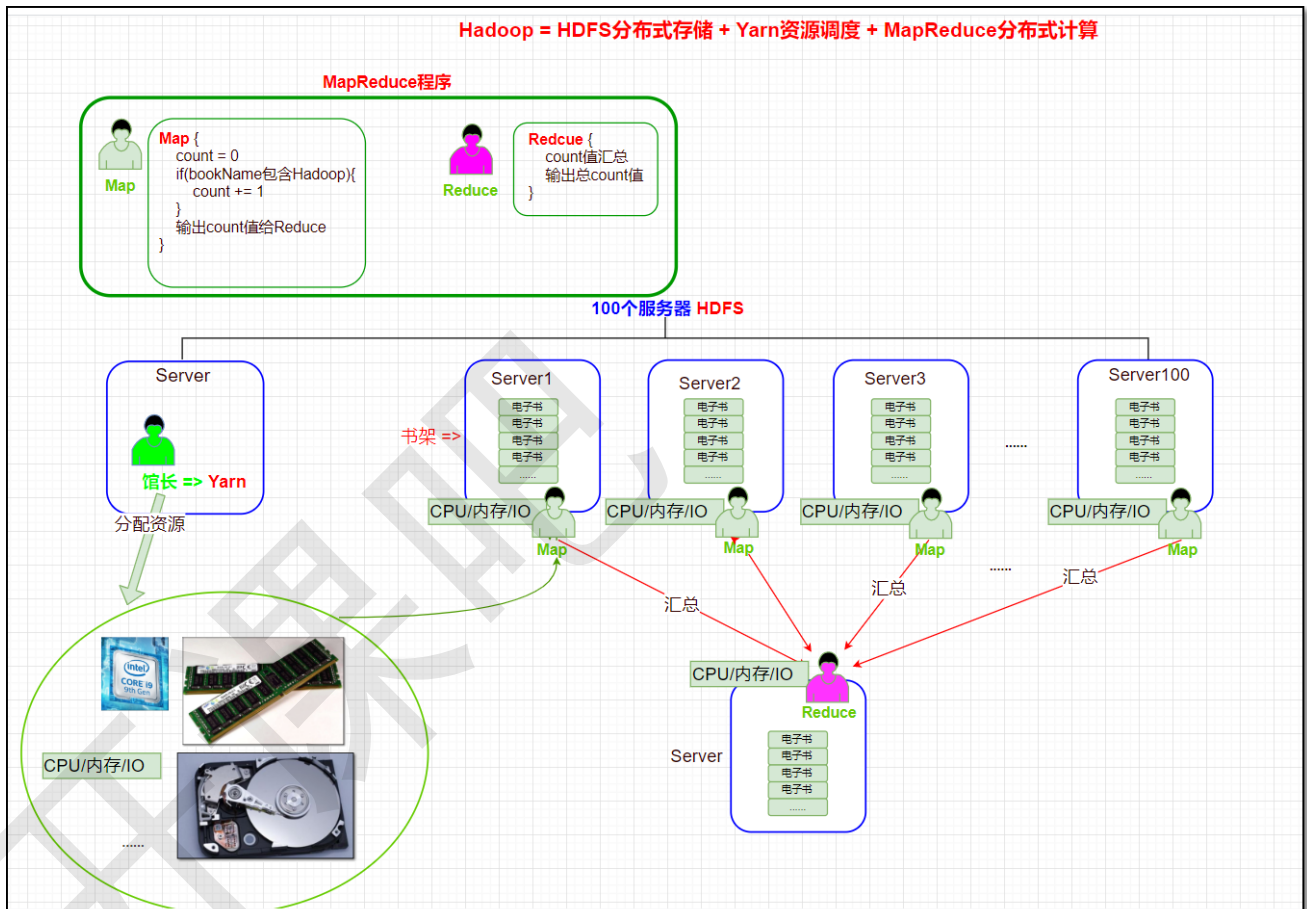 Hadoop = HDFS分布式存储 + Yarn资源调度 + MapReduce分布式计算
MapReduce程序
Map
Map {
count = 0
if(bookName包含Hadoop){
count += 1
}
输出count值给Reduce
}
Reduce
Redcue {
count值汇总
输出总count值
}
100个服务器 HDFS
Server
馆长 => Yarn
分配资源
书架 =>
Server1
电子书
电子书
电子书
电子书
......
CPU/内存/IO
Map
Server2
电子书
电子书
电子书
电子书
......
CPU/内存/IO
Map
Server3
电子书
电子书
电子书
电子书
......
CPU/内存/IO
Map
......
Server100
电子书
电子书
电子书
电子书
......
CPU/内存/IO
Map
......
汇总
汇总
汇总
CPU/内存/IO
Reduce
Server
电子书
电子书
电子书
电子书
......
intel
CORE i9
9th Gen
CPU/内存/IO
......
开课吧